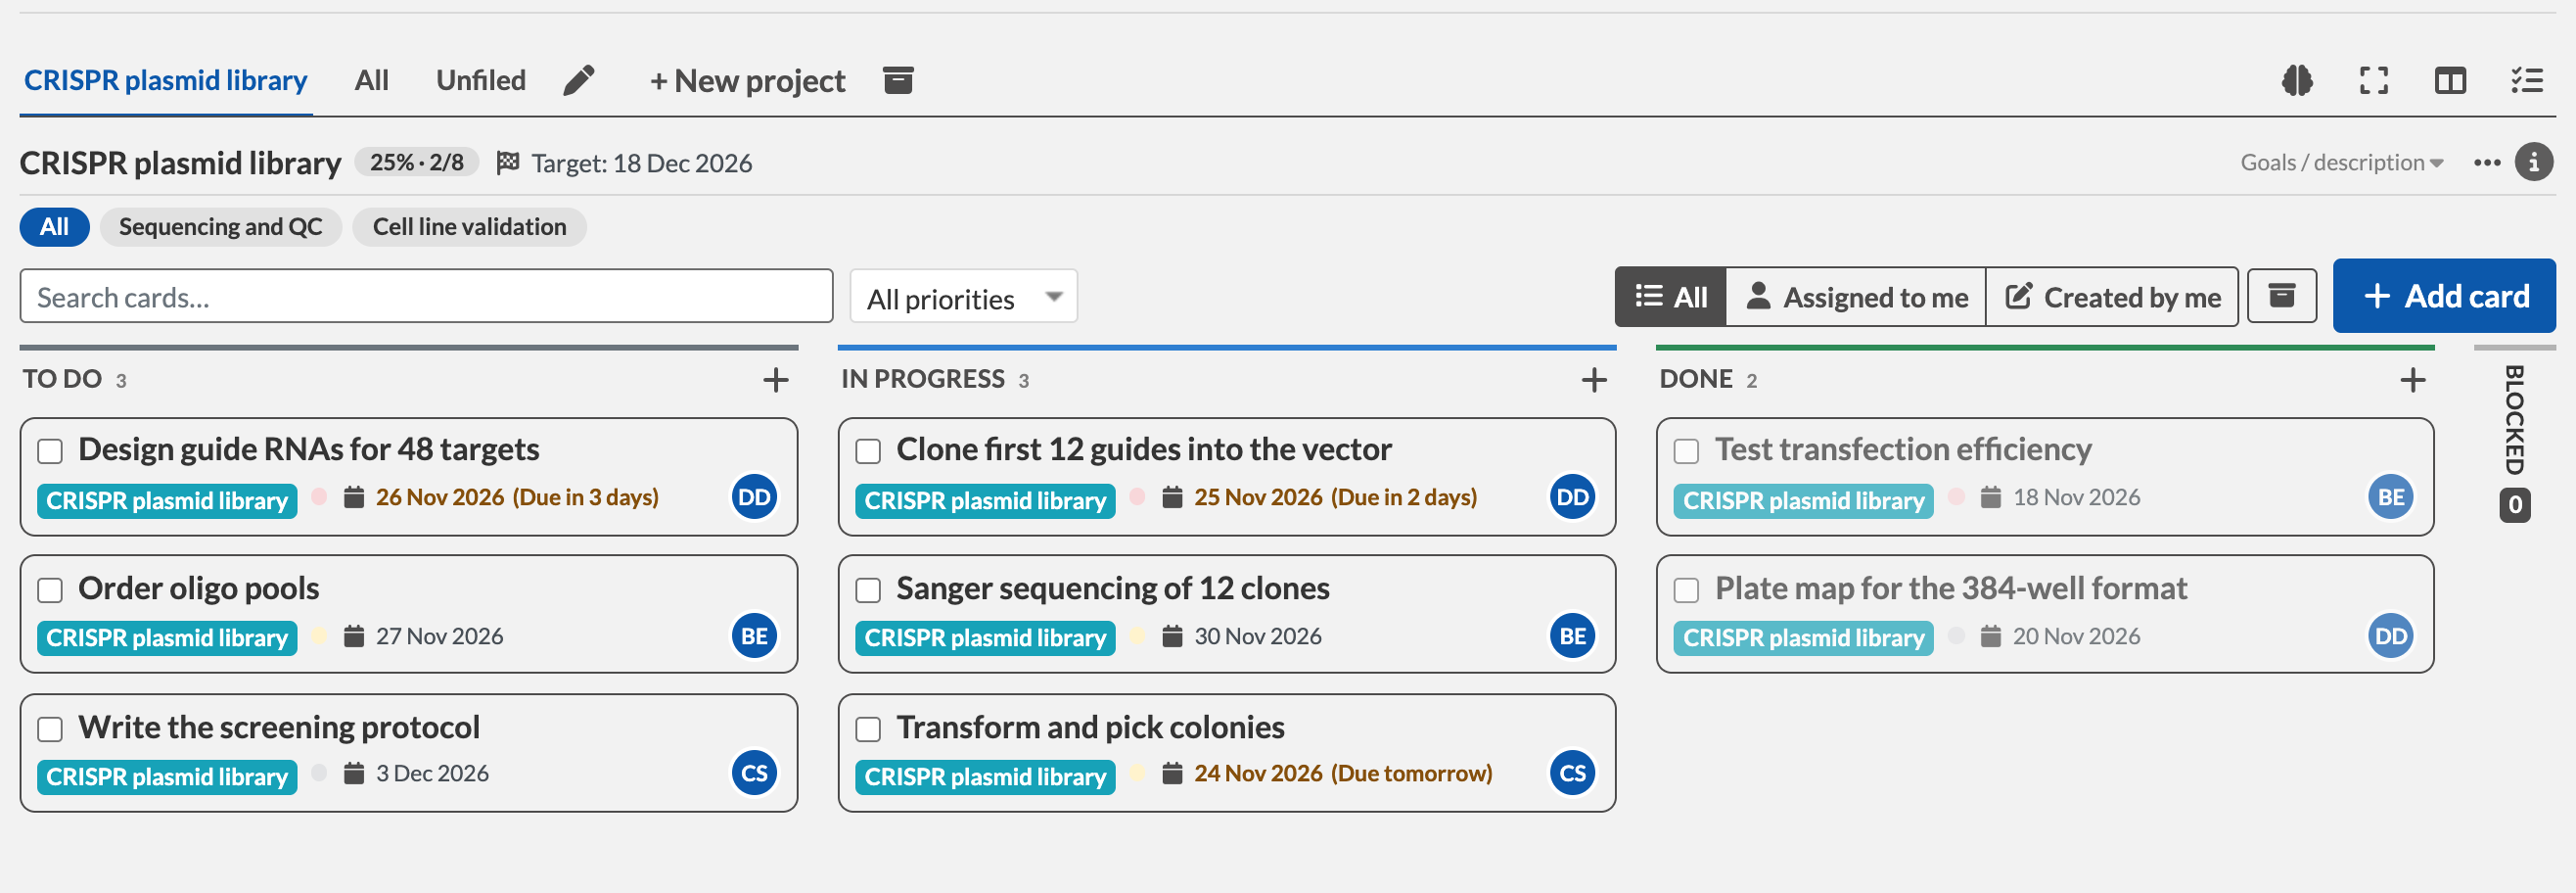 CRISPR plasmid library All Unfiled + New project
CRISPR plasmid library 25% · 2/8 Target: 18 Dec 2026 Goals / description
All Sequencing and QC Cell line validation
Search cards... All priorities All Assigned to me Created by me + Add card
TO DO 3
Design guide RNAs for 48 targets
CRISPR plasmid library 26 Nov 2026 (Due in 3 days) DD
Order oligo pools
CRISPR plasmid library 27 Nov 2026 BE
Write the screening protocol
CRISPR plasmid library 3 Dec 2026 CS
IN PROGRESS 3
Clone first 12 guides into the vector
CRISPR plasmid library 25 Nov 2026 (Due in 2 days) DD
Sanger sequencing of 12 clones
CRISPR plasmid library 30 Nov 2026 BE
Transform and pick colonies
CRISPR plasmid library 24 Nov 2026 (Due tomorrow) CS
DONE 2
Test transfection efficiency
CRISPR plasmid library 18 Nov 2026 BE
Plate map for the 384-well format
CRISPR plasmid library 20 Nov 2026 DD
BLOCKED 0